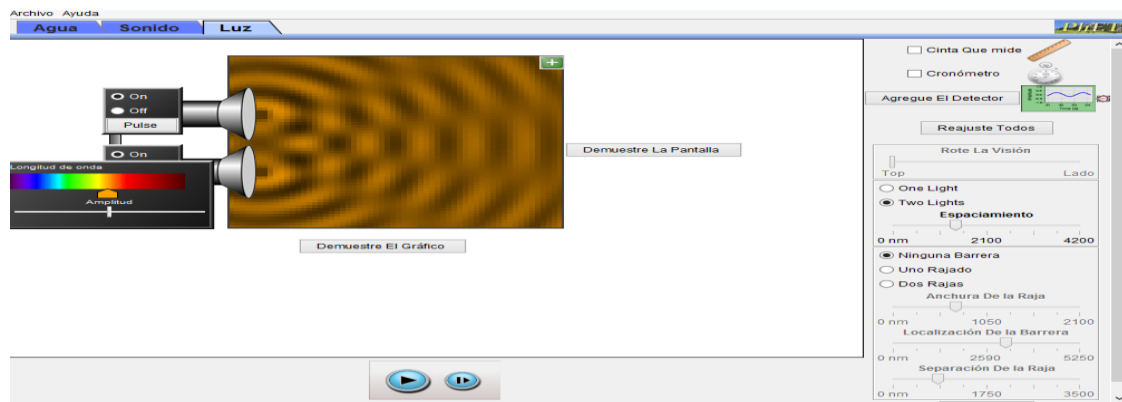 Archivo Ayuda
Agua Sonido Luz
PhET
On
Off
Pulse
On
Longitud de onda
Amplitud
Demuestre La Pantalla
Demuestre El Gráfico
Cinta Que mide
Cronómetro
Agregue El Detector
Reajuste Todos
Rote La Visión
Top Lado
One Light
Two Lights
Espaciamiento
0 nm 2100 4200
Ninguna Barrera
Uno Rajado
Dos Rajas
Anchura De la Raja
0 nm 1050 2100
Localización De la Barrera
0 nm 2590 5250
Separación De la Raja
0 nm 1750 3500